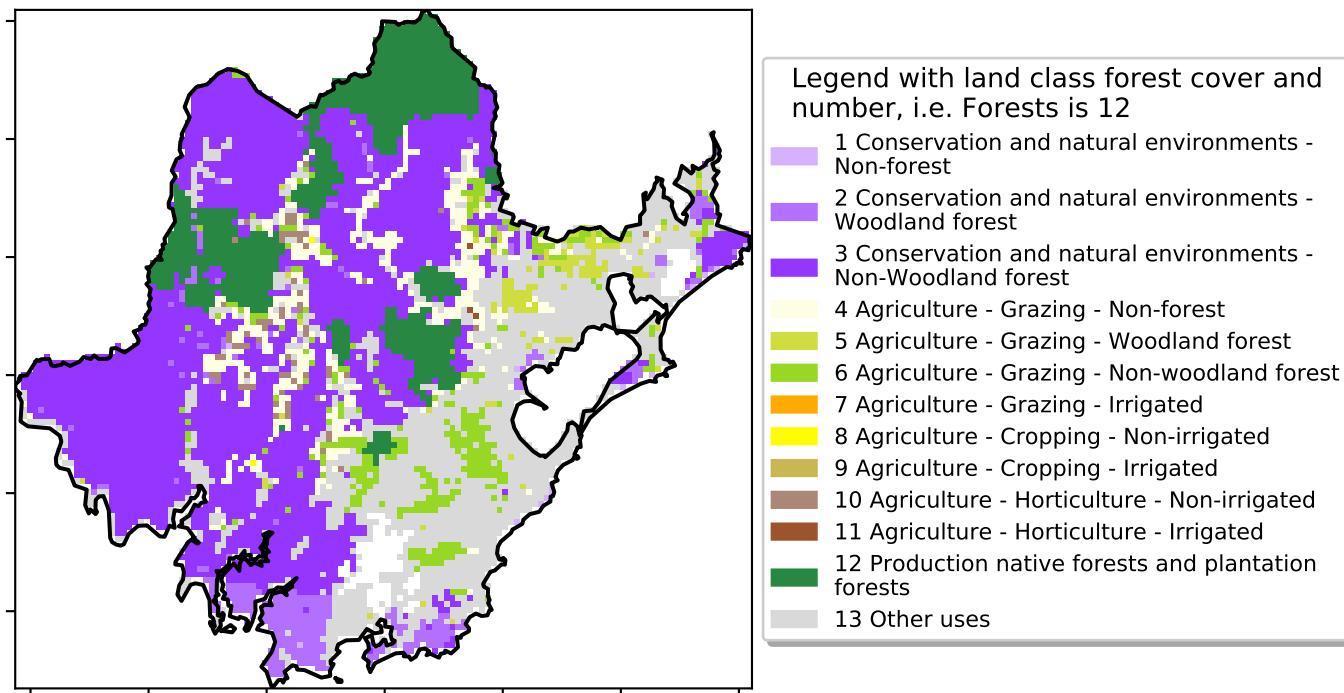 Legend with land class forest cover and
number, i.e. Forests is 12
1 Conservation and natural environments -
Non-forest
2 Conservation and natural environments -
Woodland forest
3 Conservation and natural environments -
Non-Woodland forest
4 Agriculture - Grazing - Non-forest
5 Agriculture - Grazing - Woodland forest
6 Agriculture - Grazing - Non-woodland forest
7 Agriculture - Grazing - Irrigated
8 Agriculture - Cropping - Non-irrigated
9 Agriculture - Cropping - Irrigated
10 Agriculture - Horticulture - Non-irrigated
11 Agriculture - Horticulture - Irrigated
12 Production native forests and plantation
forests
13 Other uses